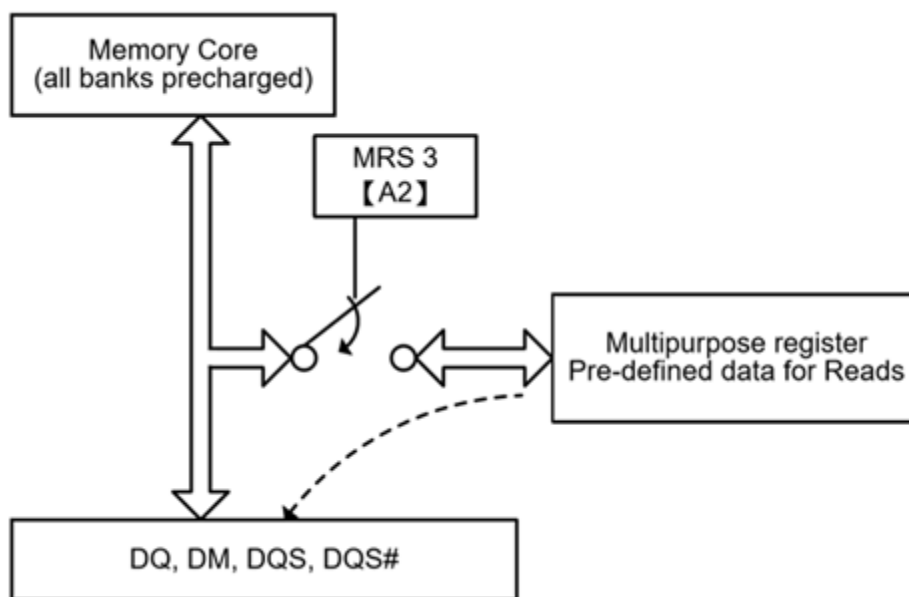 Memory Core
(all banks precharged)
MRS 3
【A2】
Multipurpose register
Pre-defined data for Reads
DQ, DM, DQS, DQS#